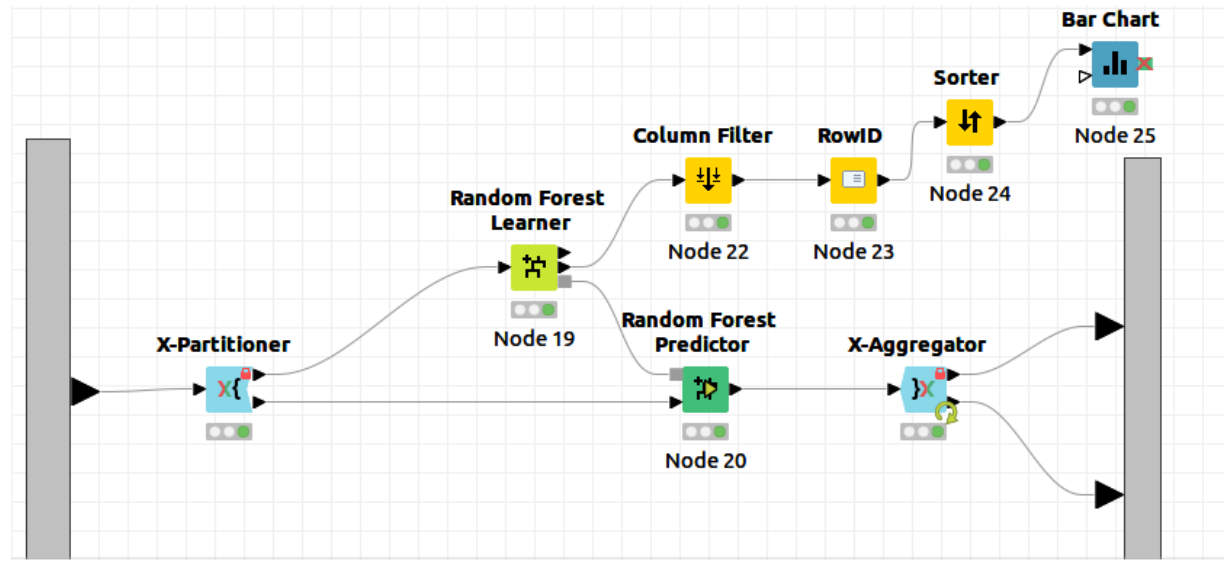 Bar Chart
Node 25
Sorter
Node 24
Column Filter
Node 22
RowID
Node 23
Random Forest
Learner
Node 19
Random Forest
Predictor
Node 20
X-Partitioner
X{
X-Aggregator
}X